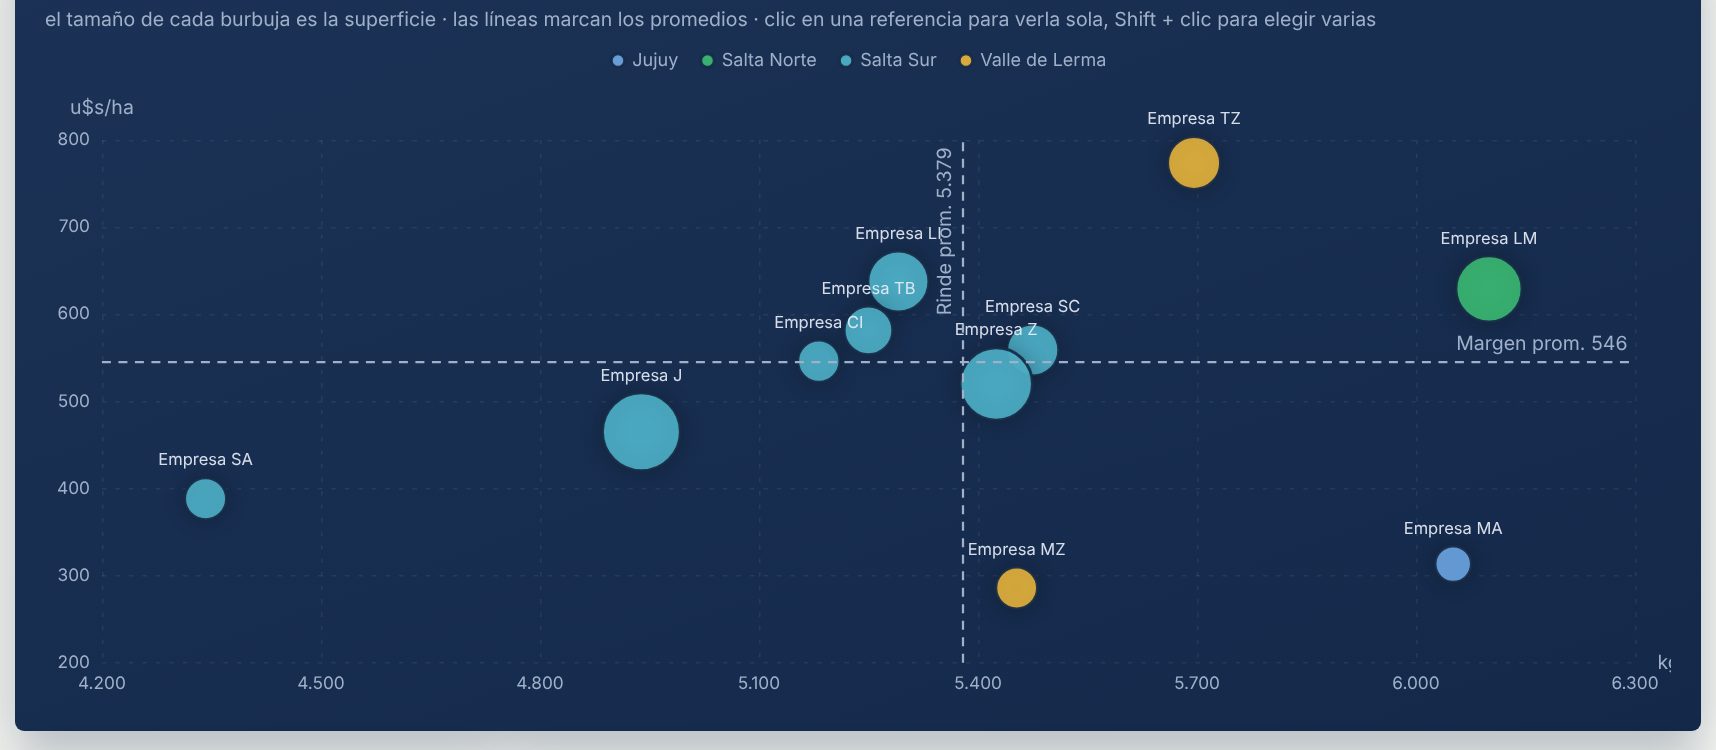 el tamaño de cada burbuja es la superficie · las líneas marcan los promedios · clic en una referencia para verla sola, Shift + clic para elegir varias
Jujuy Salta Norte Salta Sur Valle de Lerma
u$s/ha
Empresa TZ
800
Rinde prom. 5.379
700
Empresa LI
Empresa LM
Empresa TB
600
Empresa SC
Empresa CI
Empresa Z
Margen prom. 546
Empresa J
500
Empresa SA
400
Empresa MA
Empresa MZ
300
200
4.200 4.500 4.800 5.100 5.400 5.700 6.000 6.300